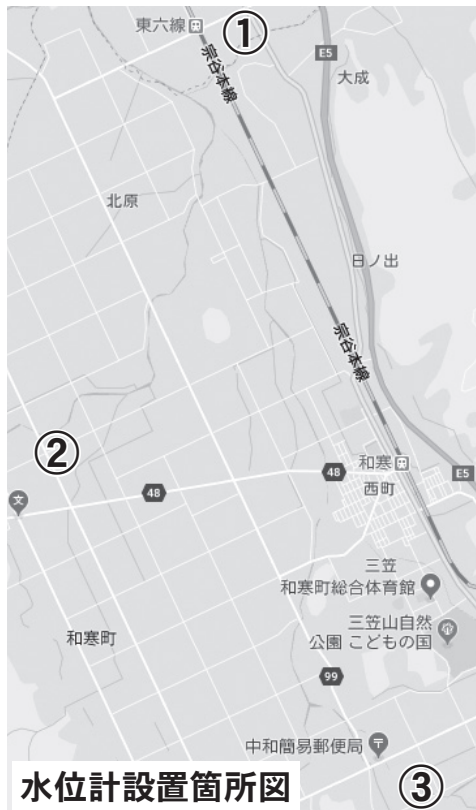 東六線
①
E5
大成
宗谷本線
北原
日ノ出
宗谷本線
②
和寒
48
E5
西町
文
48
三笠
和寒町総合体育館
三笠山自然
公園 こどもの国
和寒町
99
中和簡易郵便局
③
水位計設置箇所図